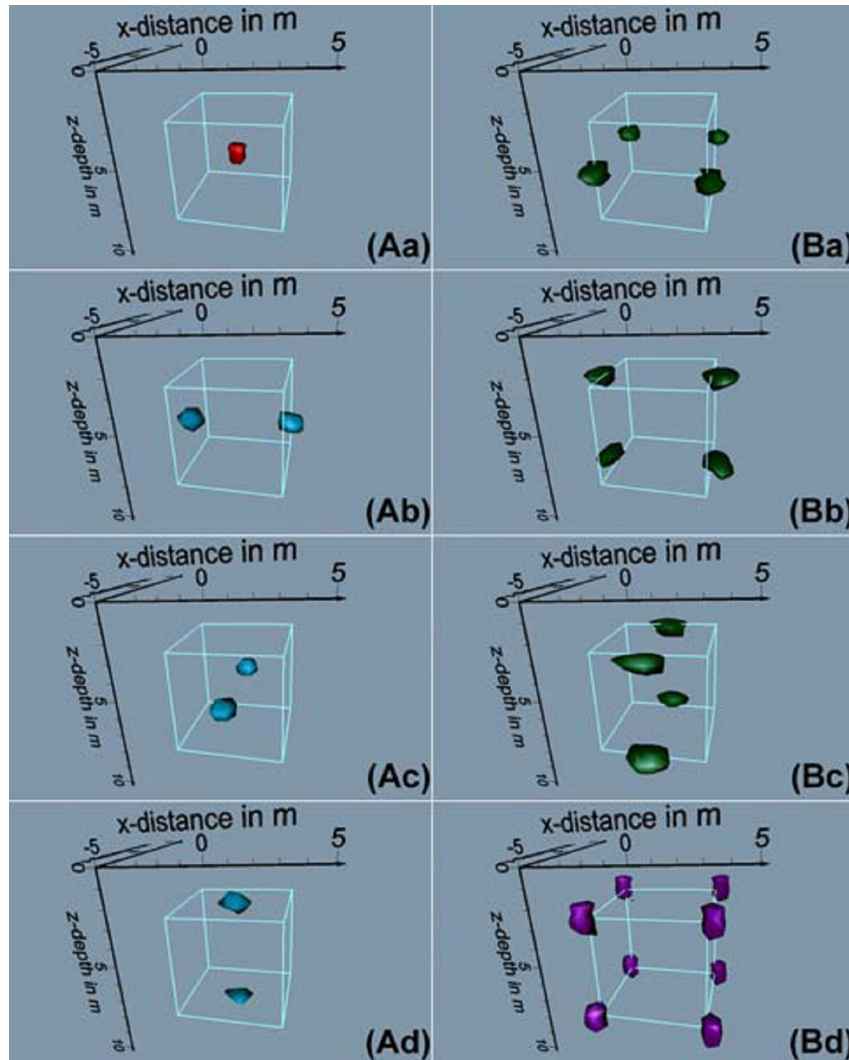 x-distance in m
-5 0 5
0
z-depth in m
5
10
(Aa)
x-distance in m
-5 0 5
0
z-depth in m
5
10
(Ba)
x-distance in m
-5 0 5
0
z-depth in m
5
10
(Ab)
x-distance in m
-5 0 5
0
z-depth in m
5
10
(Bb)
x-distance in m
-5 0 5
0
z-depth in m
5
10
(Ac)
x-distance in m
-5 0 5
0
z-depth in m
5
10
(Bc)
x-distance in m
-5 0 5
0
z-depth in m
5
10
(Ad)
x-distance in m
-5 0 5
0
z-depth in m
5
10
(Bd)